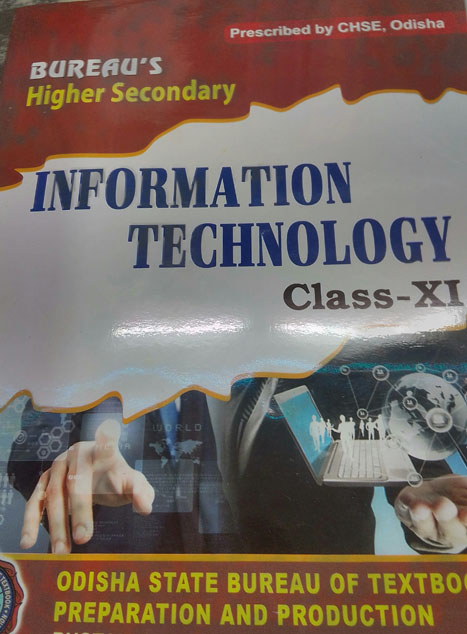 Prescribed by CHSE, Odisha
BUREAU'S
Higher Secondary
INFORMATION
TECHNOLOGY
Class-XI
WORLD
ODISHA STATE BUREAU OF TEXTBOO
PREPARATION AND PRODUCTION